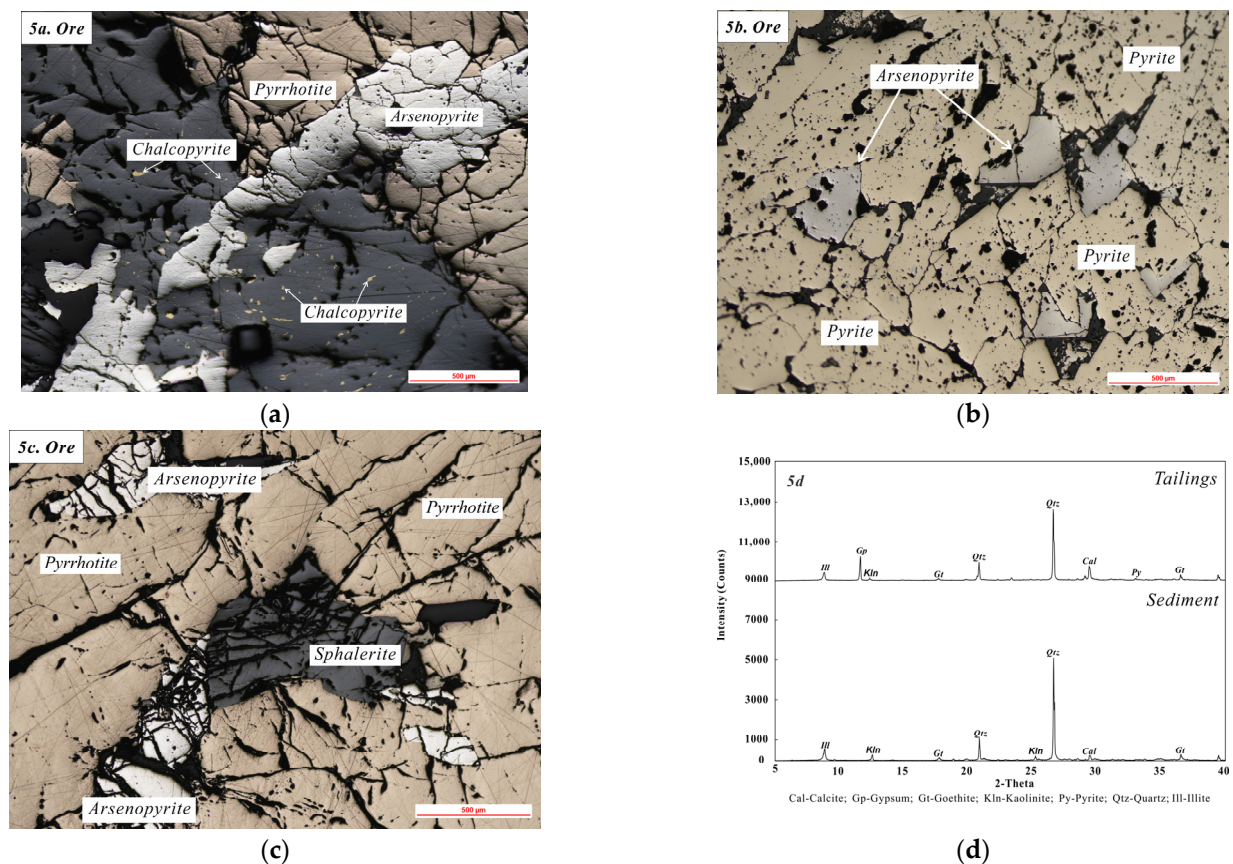 5a. Ore
Pyrrhotite
Arsenopyrite
Chalcopyrite
Chalcopyrite
500 µm
(a)
5b. Ore
Pyrite
Arsenopyrite
Pyrite
Pyrite
500 µm
(b)
5c. Ore
Arsenopyrite
Pyrrhotite
Pyrrhotite
Sphalerite
Arsenopyrite
500 µm
(c)
15,000
5d
Tailings
13,000
Qtz
11,000
Gp
Qtz
Ill
Kln
Gt
Cal
Py
Gt
9000
Sediment
7000
Intensity (Counts)
Qtz
5000
3000
Qtz
1000
Ill
Kln
Gt
Kln
Cal
Gt
0
5 10 15 20 25 30 35 40
2-Theta
Cal-Calcite; Gp-Gypsum; Gt-Goethite; Kln-Kaolinite; Py-Pyrite; Qtz-Quartz; Ill-Illite
(d)